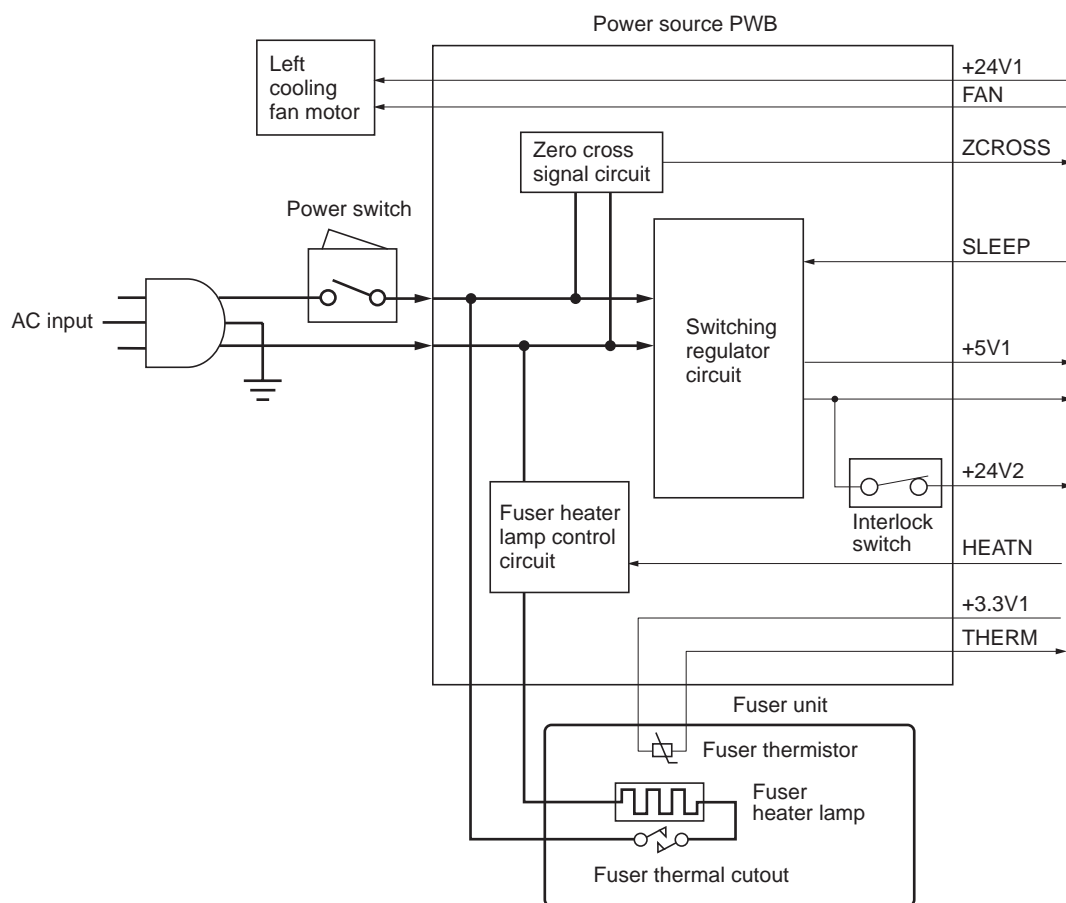 Power source PWB
Left
cooling
fan motor
+24V1
FAN
Zero cross
signal circuit
ZCROSS
Power switch
SLEEP
AC input
Switching
regulator
circuit
+5V1
+24V2
Interlock
switch
Fuser heater
lamp control
circuit
HEATN
+3.3V1
THERM
Fuser unit
Fuser thermistor
Fuser
heater lamp
Fuser thermal cutout